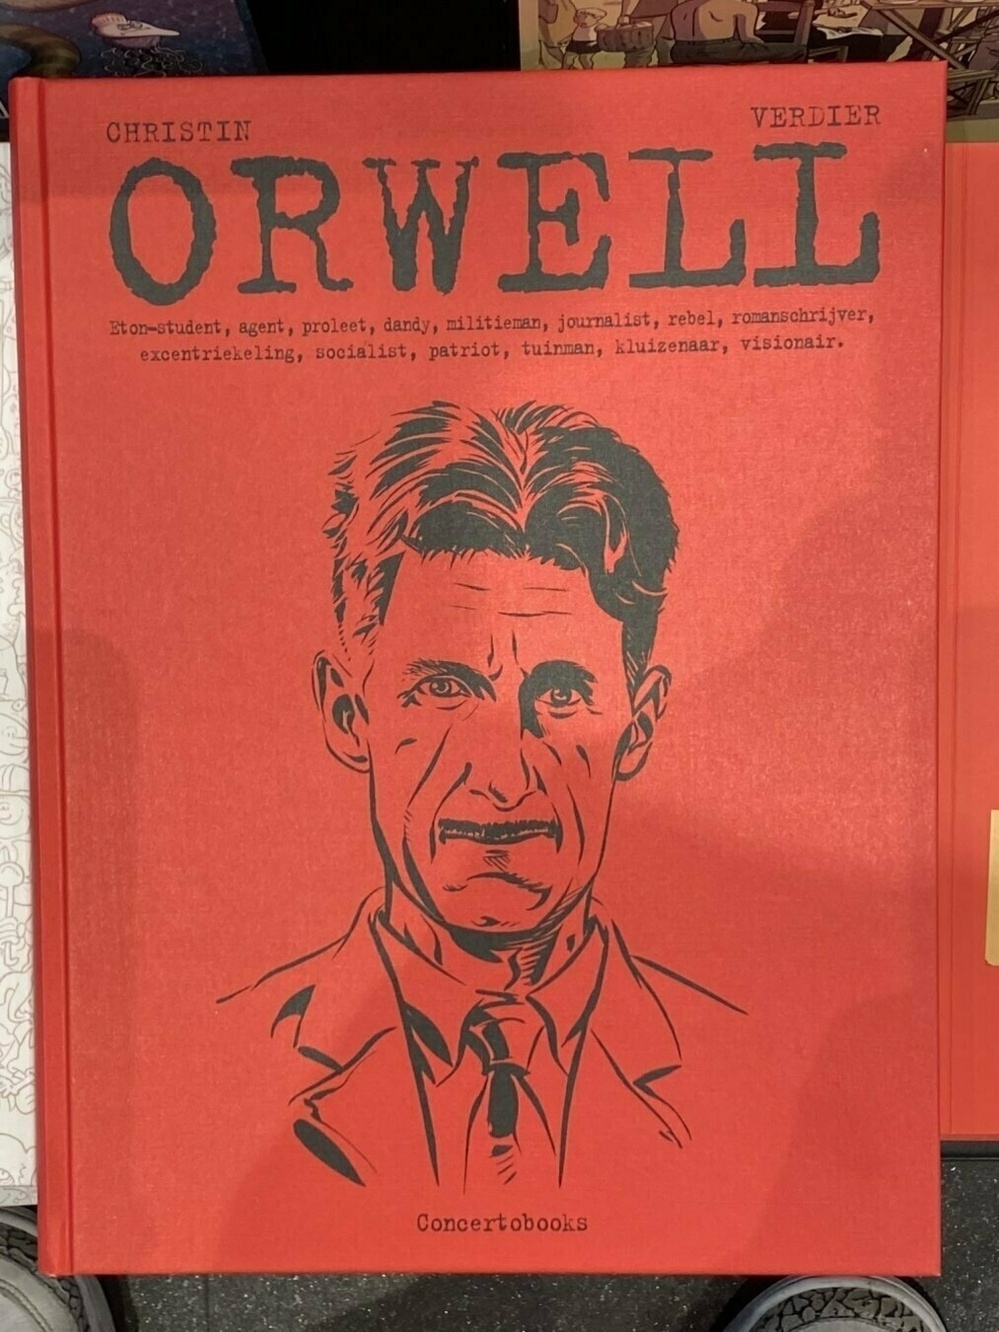 CHRISTIN VERDIER
ORWELL
Eton-student, agent, proleet, dandy, militieman, journalist, rebel, romanschrijver,
excentriekeling, socialist, patriot, tuinman, kluizenaar, visionair.
Concertobooks